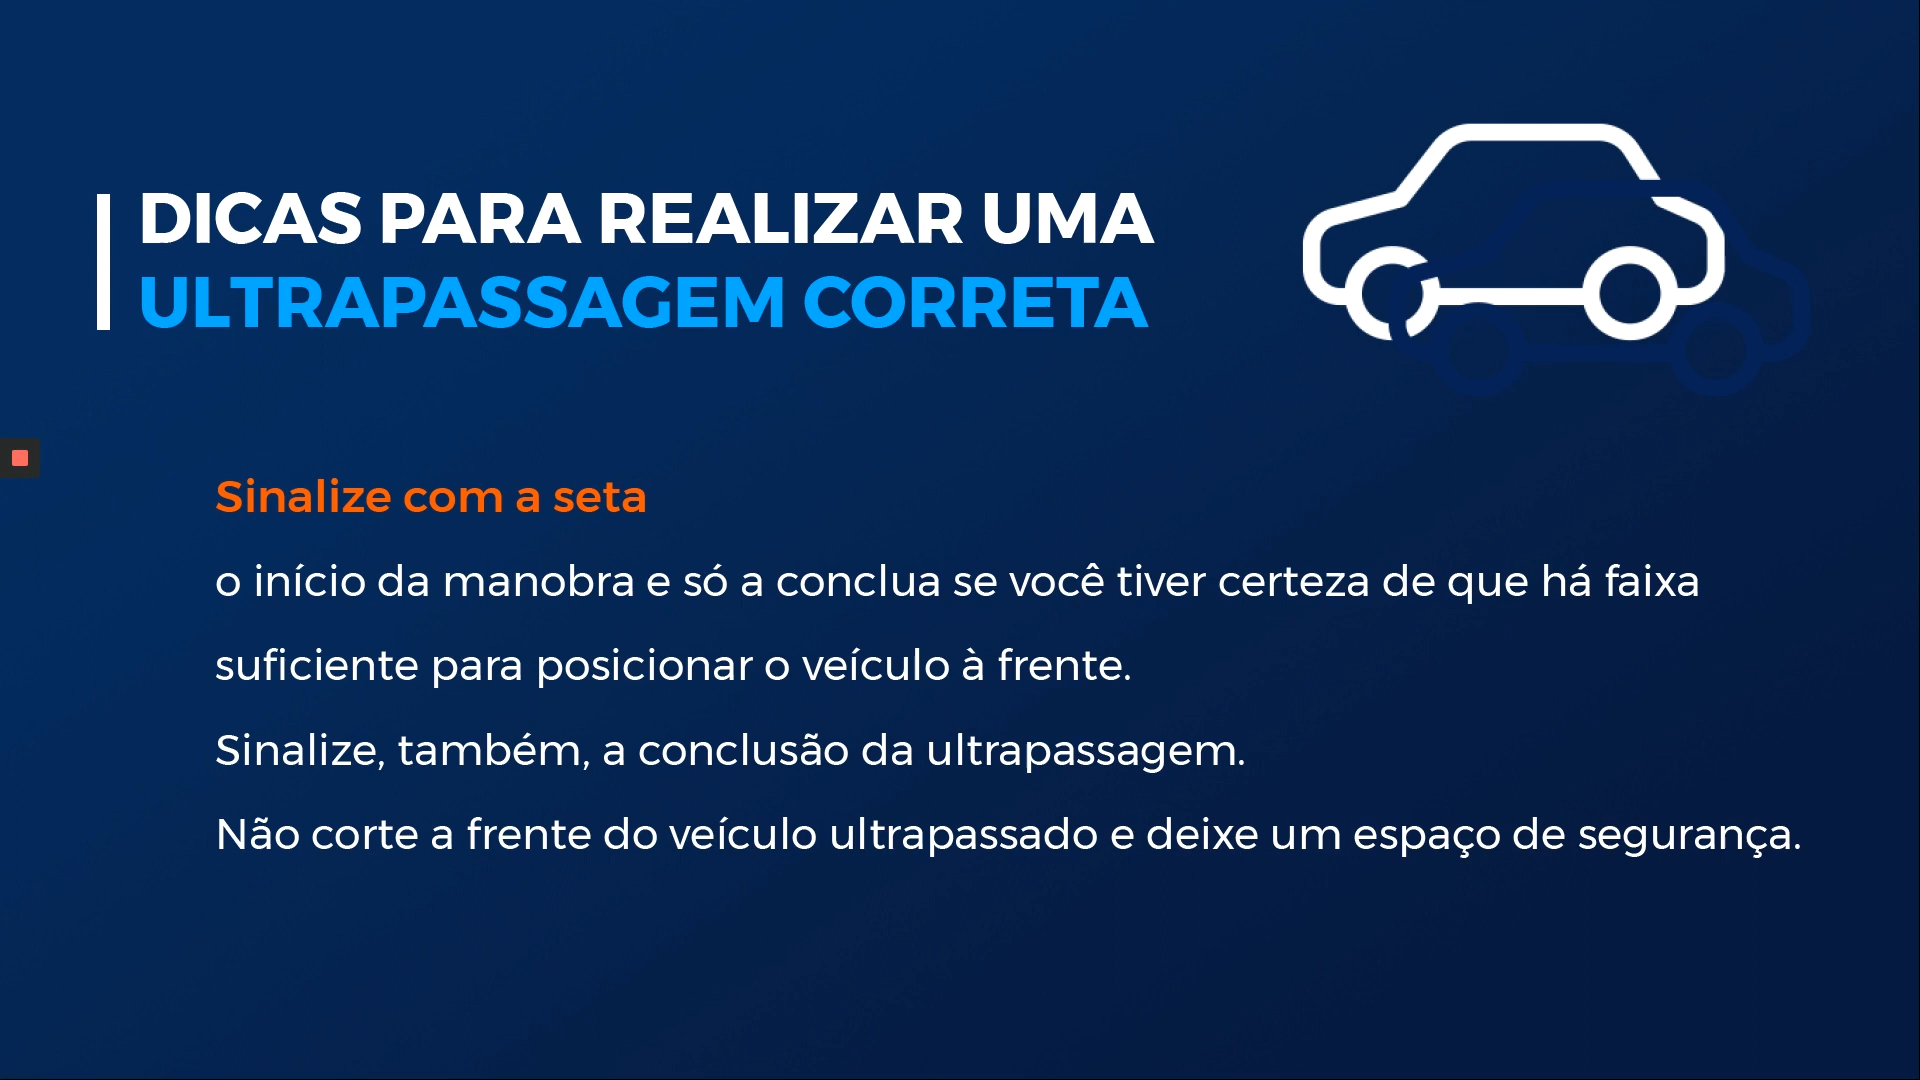 DICAS PARA REALIZAR UMA
ULTRAPASSAGEM CORRETA
Sinalize com a seta
o início da manobra e só a conclua se você tiver certeza de que há faixa
suficiente para posicionar o veículo à frente.
Sinalize, também, a conclusão da ultrapassagem.
Não corte a frente do veículo ultrapassado e deixe um espaço de segurança.